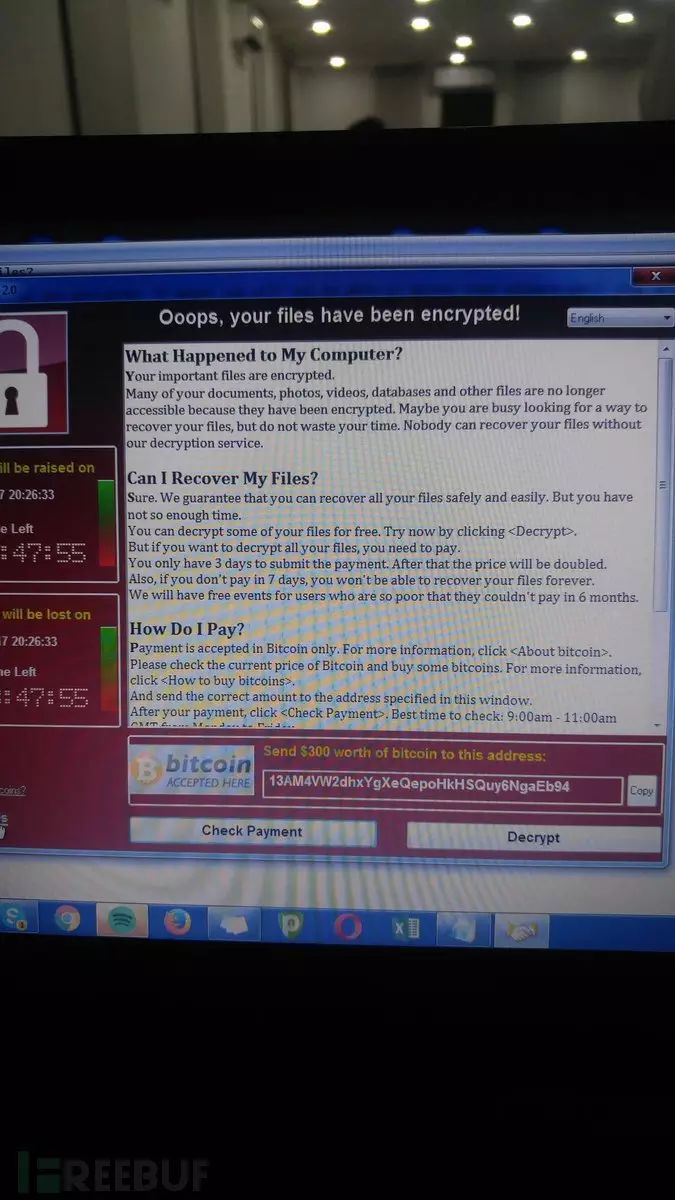 iles?
2.0
Ooops, your files have been encrypted!
English
What Happened to My Computer?
Your important files are encrypted.
Many of your documents, photos, videos, databases and other files are no longer
accessible because they have been encrypted. Maybe you are busy looking for a way to
recover your files, but do not waste your time. Nobody can recover your files without
our decryption service.
Can I Recover My Files?
Sure. We guarantee that you can recover all your files safely and easily. But you have
not so enough time.
You can decrypt some of your files for free. Try now by clicking <Decrypt>.
But if you want to decrypt all your files, you need to pay.
You only have 3 days to submit the payment. After that the price will be doubled.
Also, if you don't pay in 7 days, you won't be able to recover your files forever.
We will have free events for users who are so poor that they couldn't pay in 6 months.
How Do I Pay?
Payment is accepted in Bitcoin only. For more information, click <About bitcoin>.
Please check the current price of Bitcoin and buy some bitcoins. For more information,
click <How to buy bitcoins>.
And send the correct amount to the address specified in this window.
After your payment, click <Check Payment>. Best time to check: 9:00am - 11:00am
GMT from Monday to Friday.
ill be raised on
7 20:26:33
e Left
:47:55
will be lost on
17 20:26:33
ne Left
:47:55
coins?
s
bitcoin
ACCEPTED HERE
Send $300 worth of bitcoin to this address:
13AM4VW2dhxYgXeQepoHkHSQuy6NgaEb94
Copy
Check Payment
Decrypt
FREEBUF